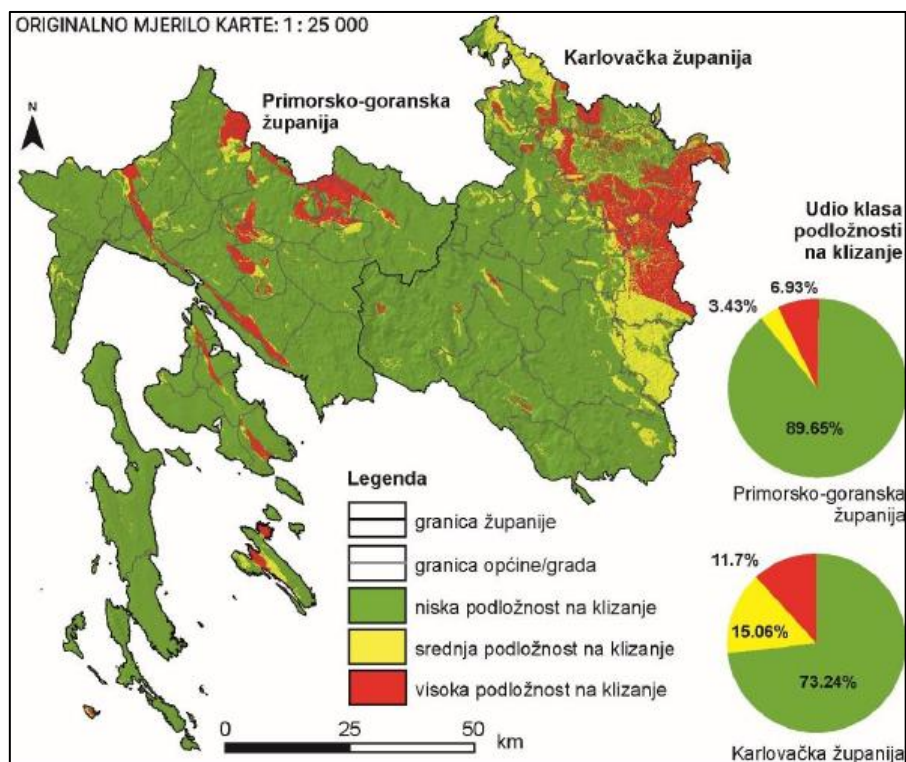 ORIGINALNO MJERILO KARTE: 1 : 25 000
Karlovačka županija
Primorsko-goranska
županija
N
Udio klasa
podložnosti
na klizanje
6.93%
3.43%
89.65%
Primorsko-goranska
županija
11.7%
15.06%
73.24%
Karlovačka županija
Legenda
granica županije
granica općine/grada
niska podložnost na klizanje
srednja podložnost na klizanje
visoka podložnost na klizanje
0 25 50
km